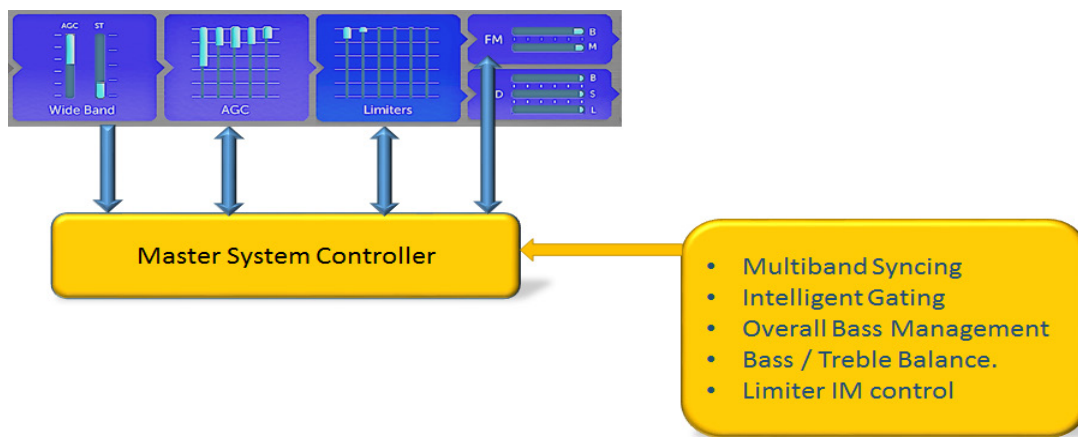 AGC ST
Wide Band
AGC
Limiters
FM
B
M
D
B
S
L
Master System Controller
• Multiband Syncing
• Intelligent Gating
• Overall Bass Management
• Bass / Treble Balance.
• Limiter IM control